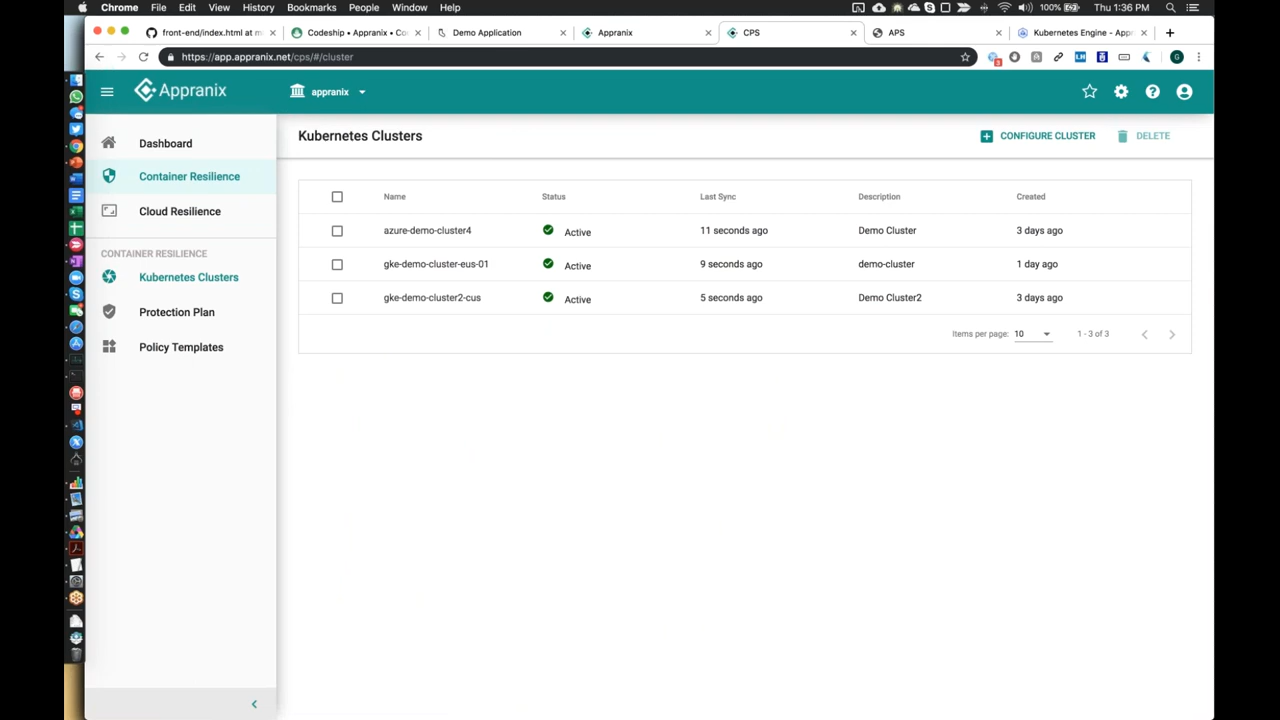 Chrome File Edit View History Bookmarks People Window Help 100% Thu 1:36 PM
front-end/index.html at m Codeship • Appranix • Co Demo Application Appranix CPS APS Kubernetes Engine - Appr
https://app.appranix.net/cps/#/cluster
Appranix appranix
Dashboard
Container Resilience
Cloud Resilience
CONTAINER RESILIENCE
Kubernetes Clusters
Protection Plan
Policy Templates
Kubernetes Clusters CONFIGURE CLUSTER DELETE
Name Status Last Sync Description Created
azure-demo-cluster4 Active 11 seconds ago Demo Cluster 3 days ago
gke-demo-cluster-eus-01 Active 9 seconds ago demo-cluster 1 day ago
gke-demo-cluster2-cus Active 5 seconds ago Demo Cluster2 3 days ago
Items per page: 10 1 - 3 of 3